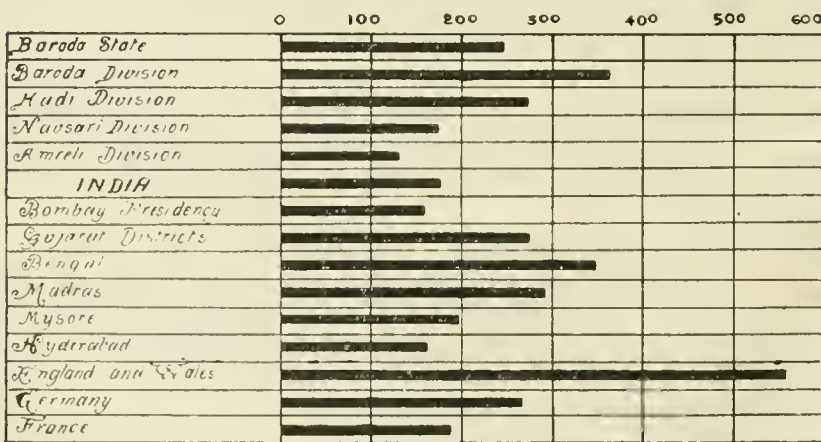 0 100 200 300 400 500 600
Baroda State
Baroda Division
Kadi Division
Navsari Division
Amreli Division
INDIA
Bombay Presidency
Gujarat Districts
Bengal
Madras
Mysore
Hyderabad
England and Wales
Germany
France